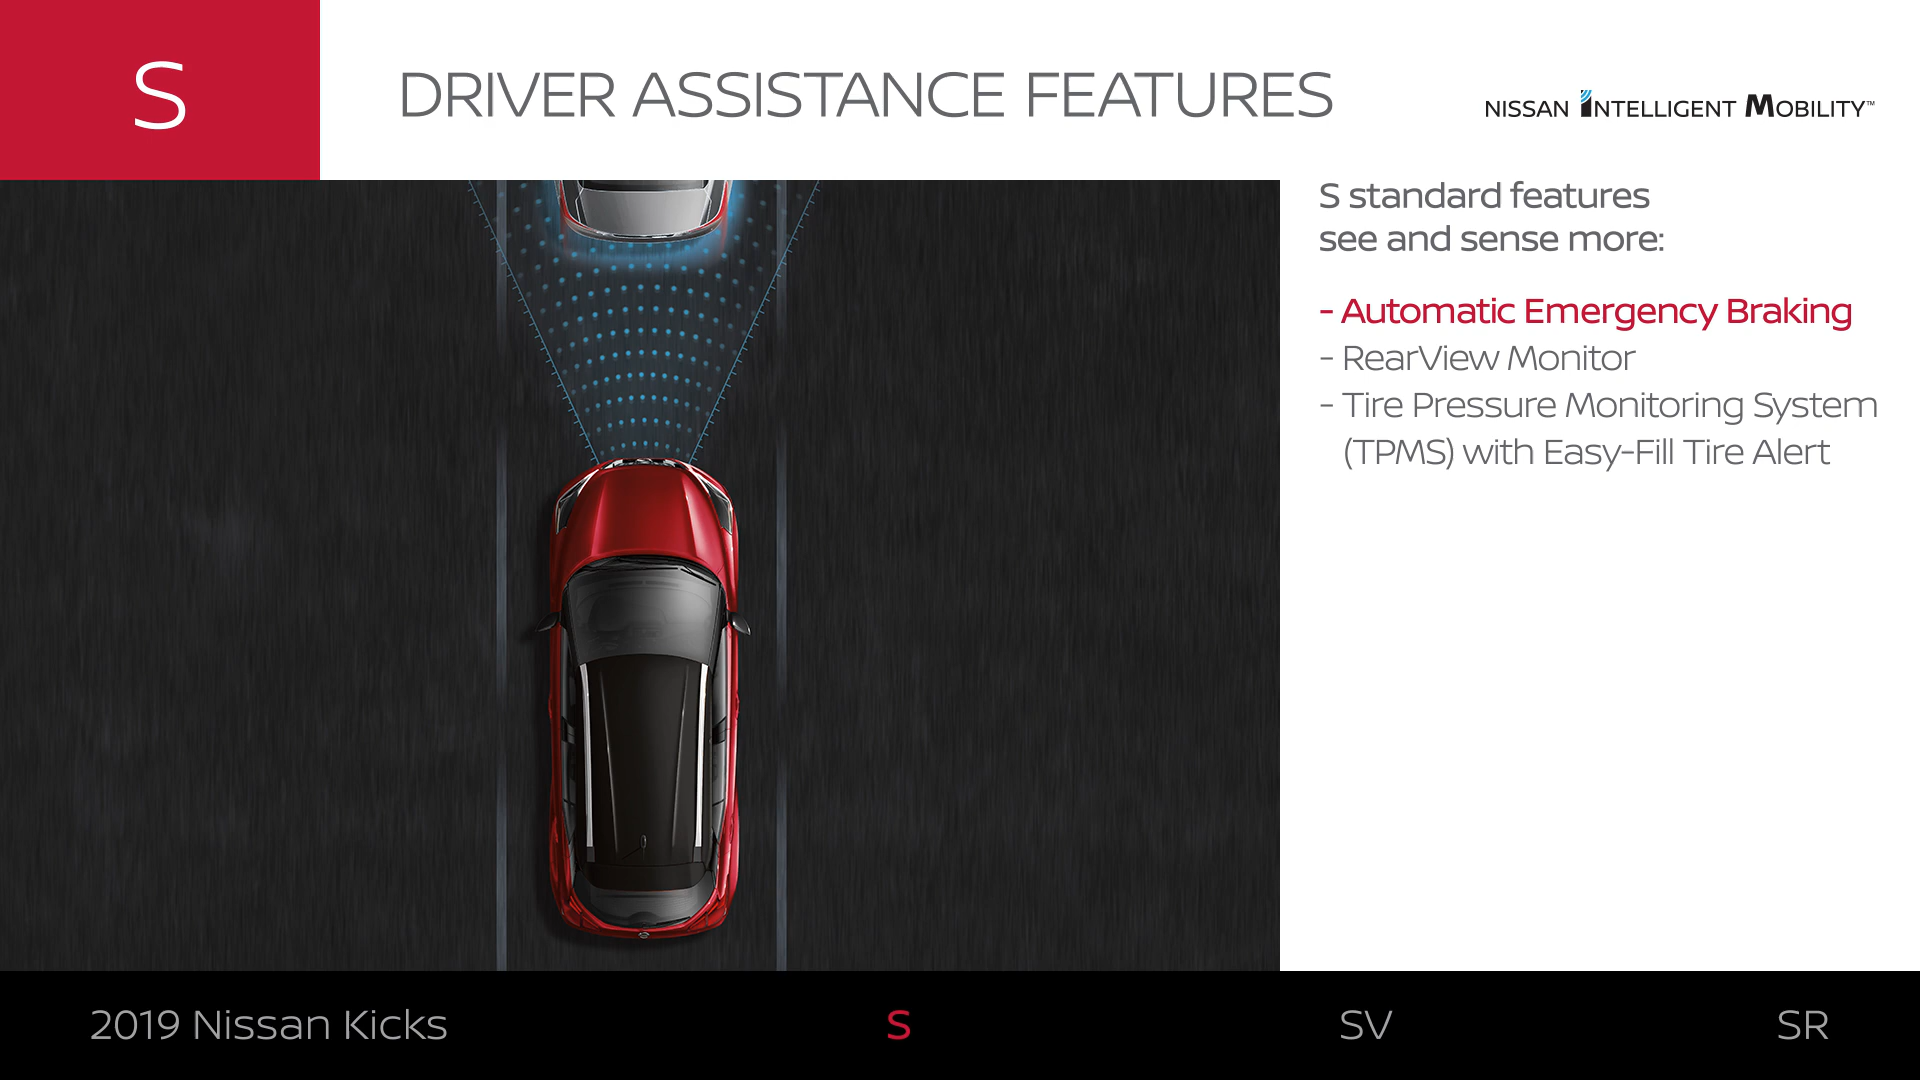 S
DRIVER ASSISTANCE FEATURES
NISSAN INTELLIGENT MOBILITY™
S standard features
see and sense more:
- Automatic Emergency Braking
- RearView Monitor
- Tire Pressure Monitoring System
(TPMS) with Easy-Fill Tire Alert
2019 Nissan Kicks
S
SV
SR